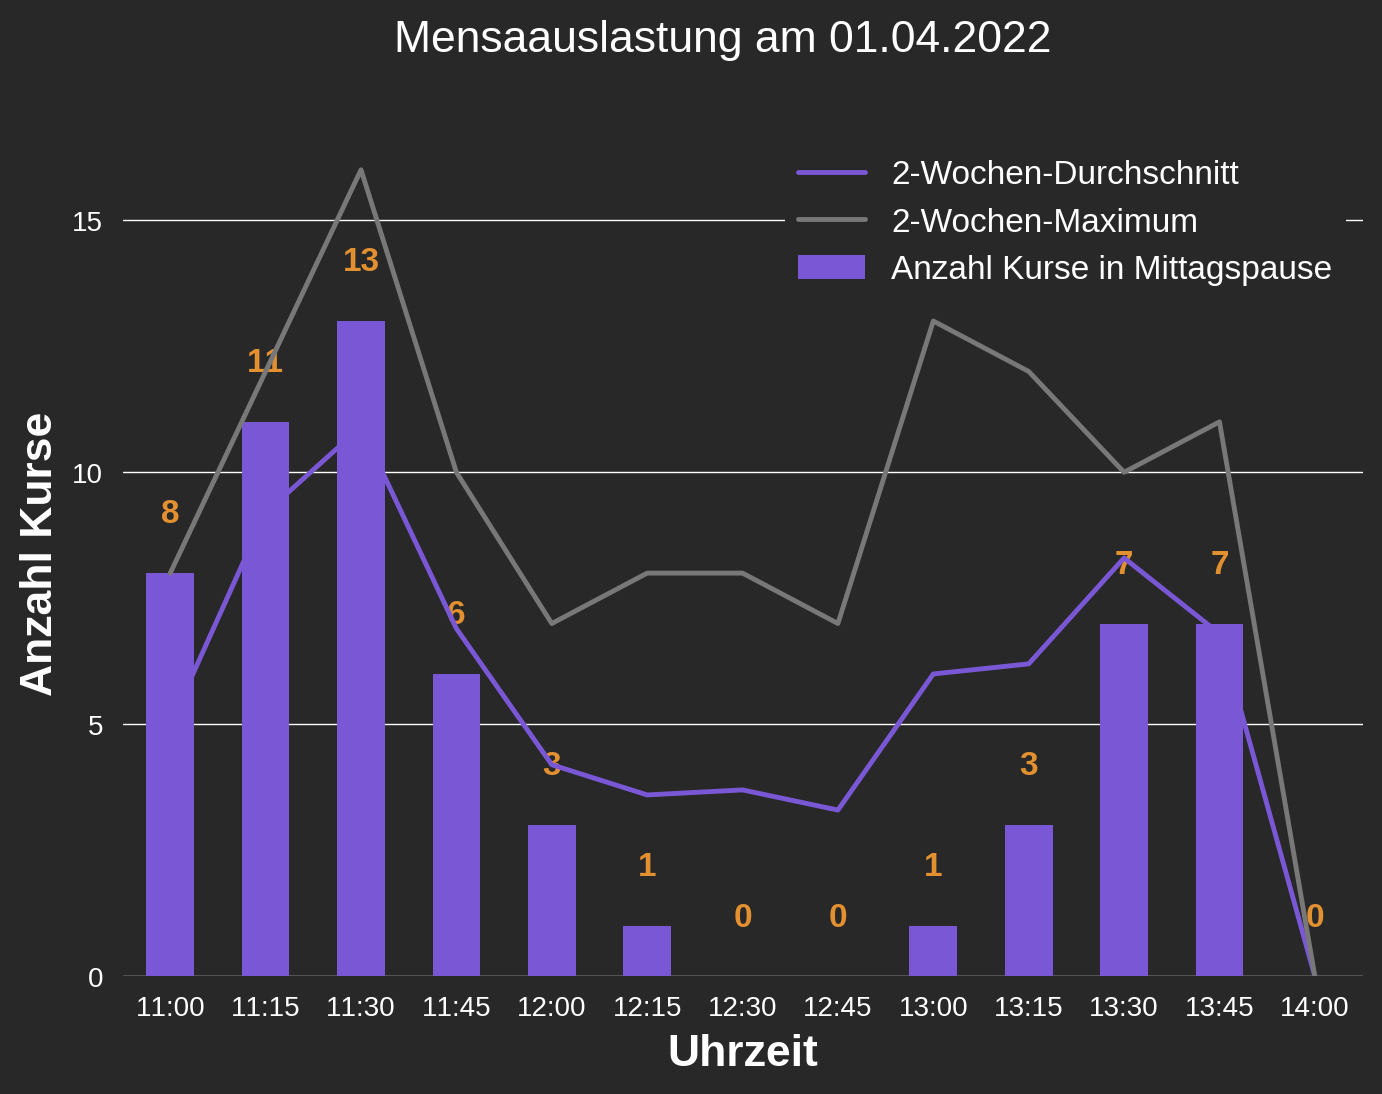 Mensaauslastung am 01.04.2022
2-Wochen-Durchschnitt
2-Wochen-Maximum
Anzahl Kurse in Mittagspause
Anzahl Kurse
15
10
5
0
8
11
13
6
3
1
0
0
1
3
7
7
0
11:00 11:15 11:30 11:45 12:00 12:15 12:30 12:45 13:00 13:15 13:30 13:45 14:00
Uhrzeit